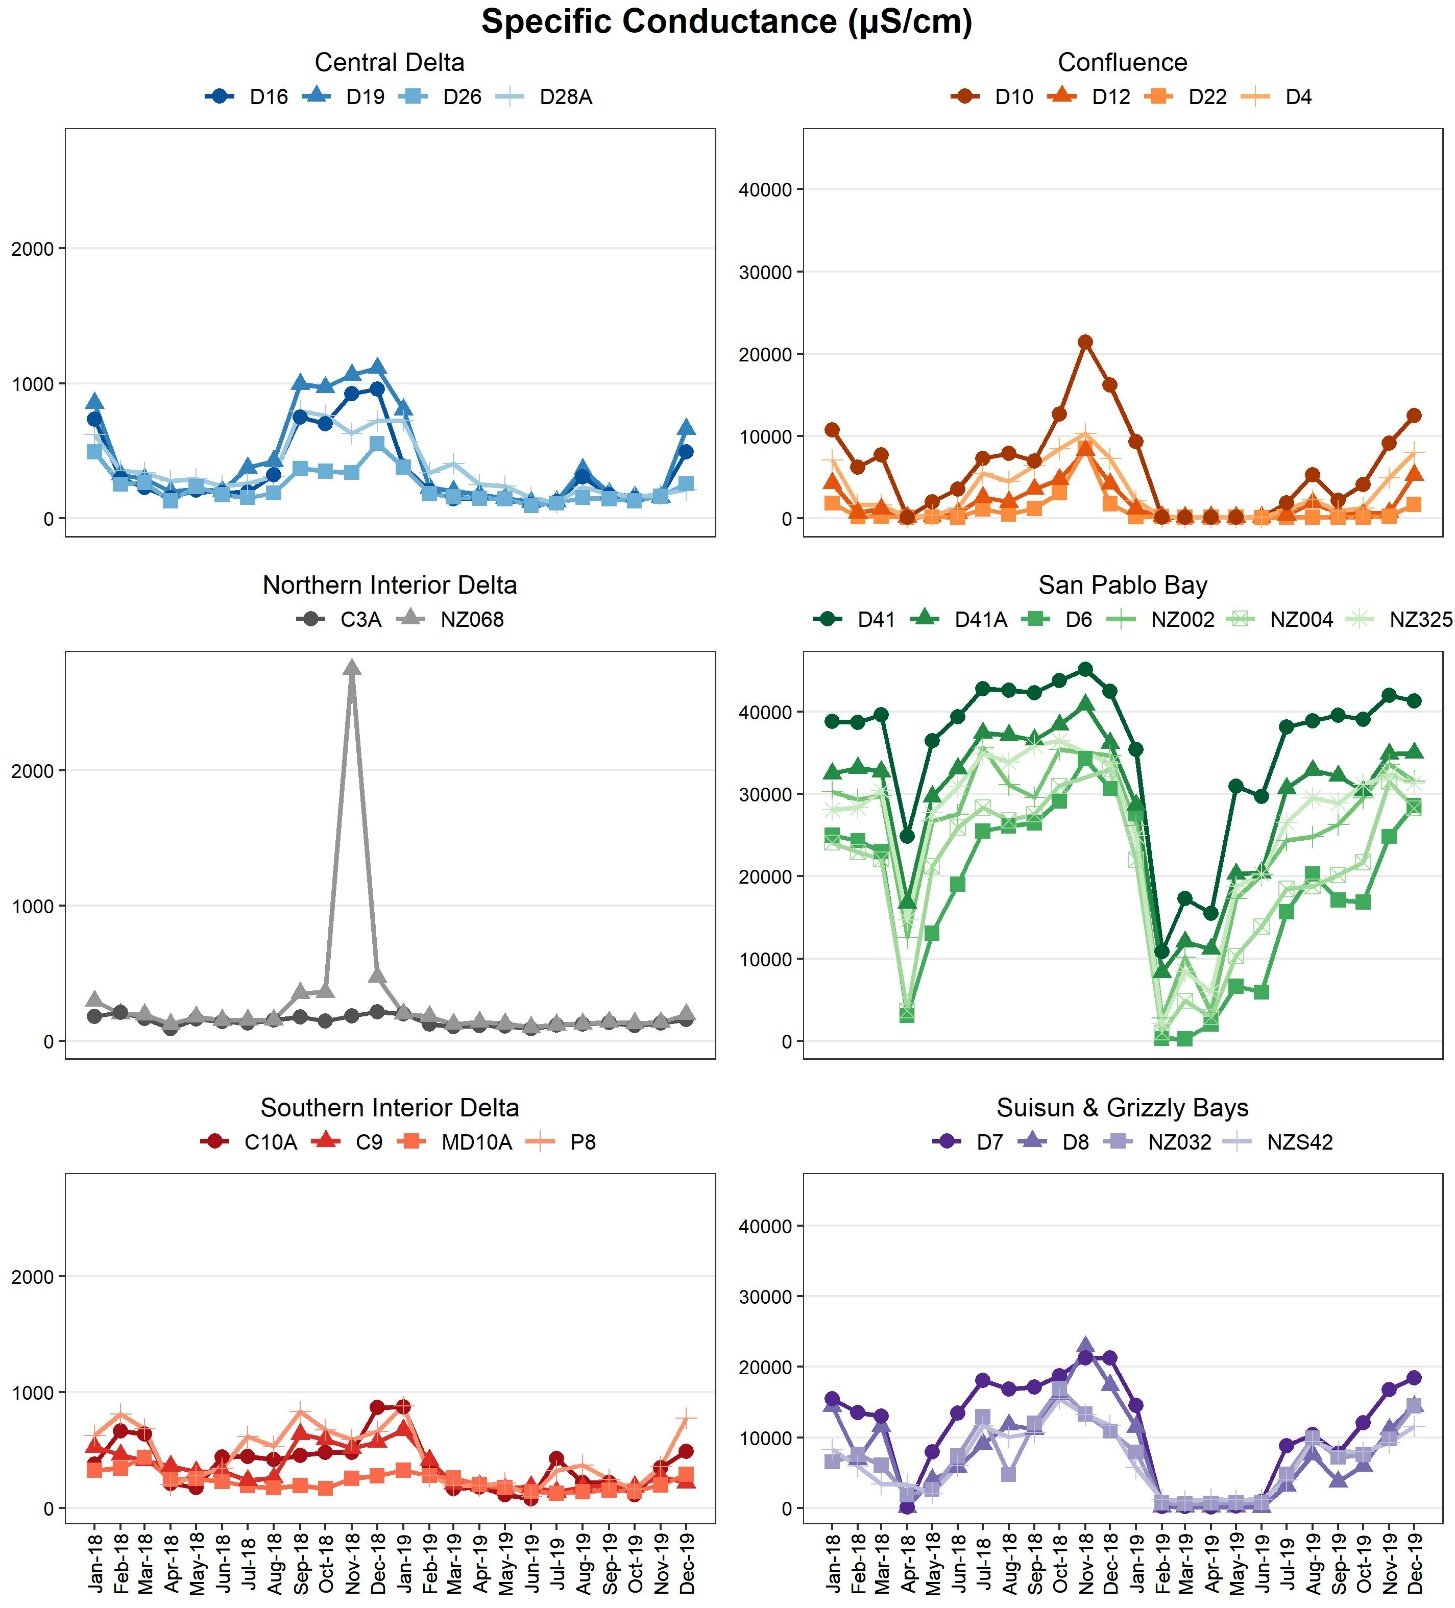 Specific Conductance (µS/cm)
Central Delta
D16 D19 D26 D28A
2000
1000
0
Confluence
D10 D12 D22 D4
40000
30000
20000
10000
0
Northern Interior Delta
C3A NZ068
2000
1000
0
San Pablo Bay
D41 D41A D6 NZ002 NZ004 NZ325
40000
30000
20000
10000
0
Southern Interior Delta
C10A C9 MD10A P8
2000
1000
0
Jan-18 Feb-18 Mar-18 Apr-18 May-18 Jun-18 Jul-18 Aug-18 Sep-18 Oct-18 Nov-18 Dec-18 Jan-19 Feb-19 Mar-19 Apr-19 May-19 Jun-19 Jul-19 Aug-19 Sep-19 Oct-19 Nov-19 Dec-19
Suisun & Grizzly Bays
D7 D8 NZ032 NZS42
40000
30000
20000
10000
0
Jan-18 Feb-18 Mar-18 Apr-18 May-18 Jun-18 Jul-18 Aug-18 Sep-18 Oct-18 Nov-18 Dec-18 Jan-19 Feb-19 Mar-19 Apr-19 May-19 Jun-19 Jul-19 Aug-19 Sep-19 Oct-19 Nov-19 Dec-19